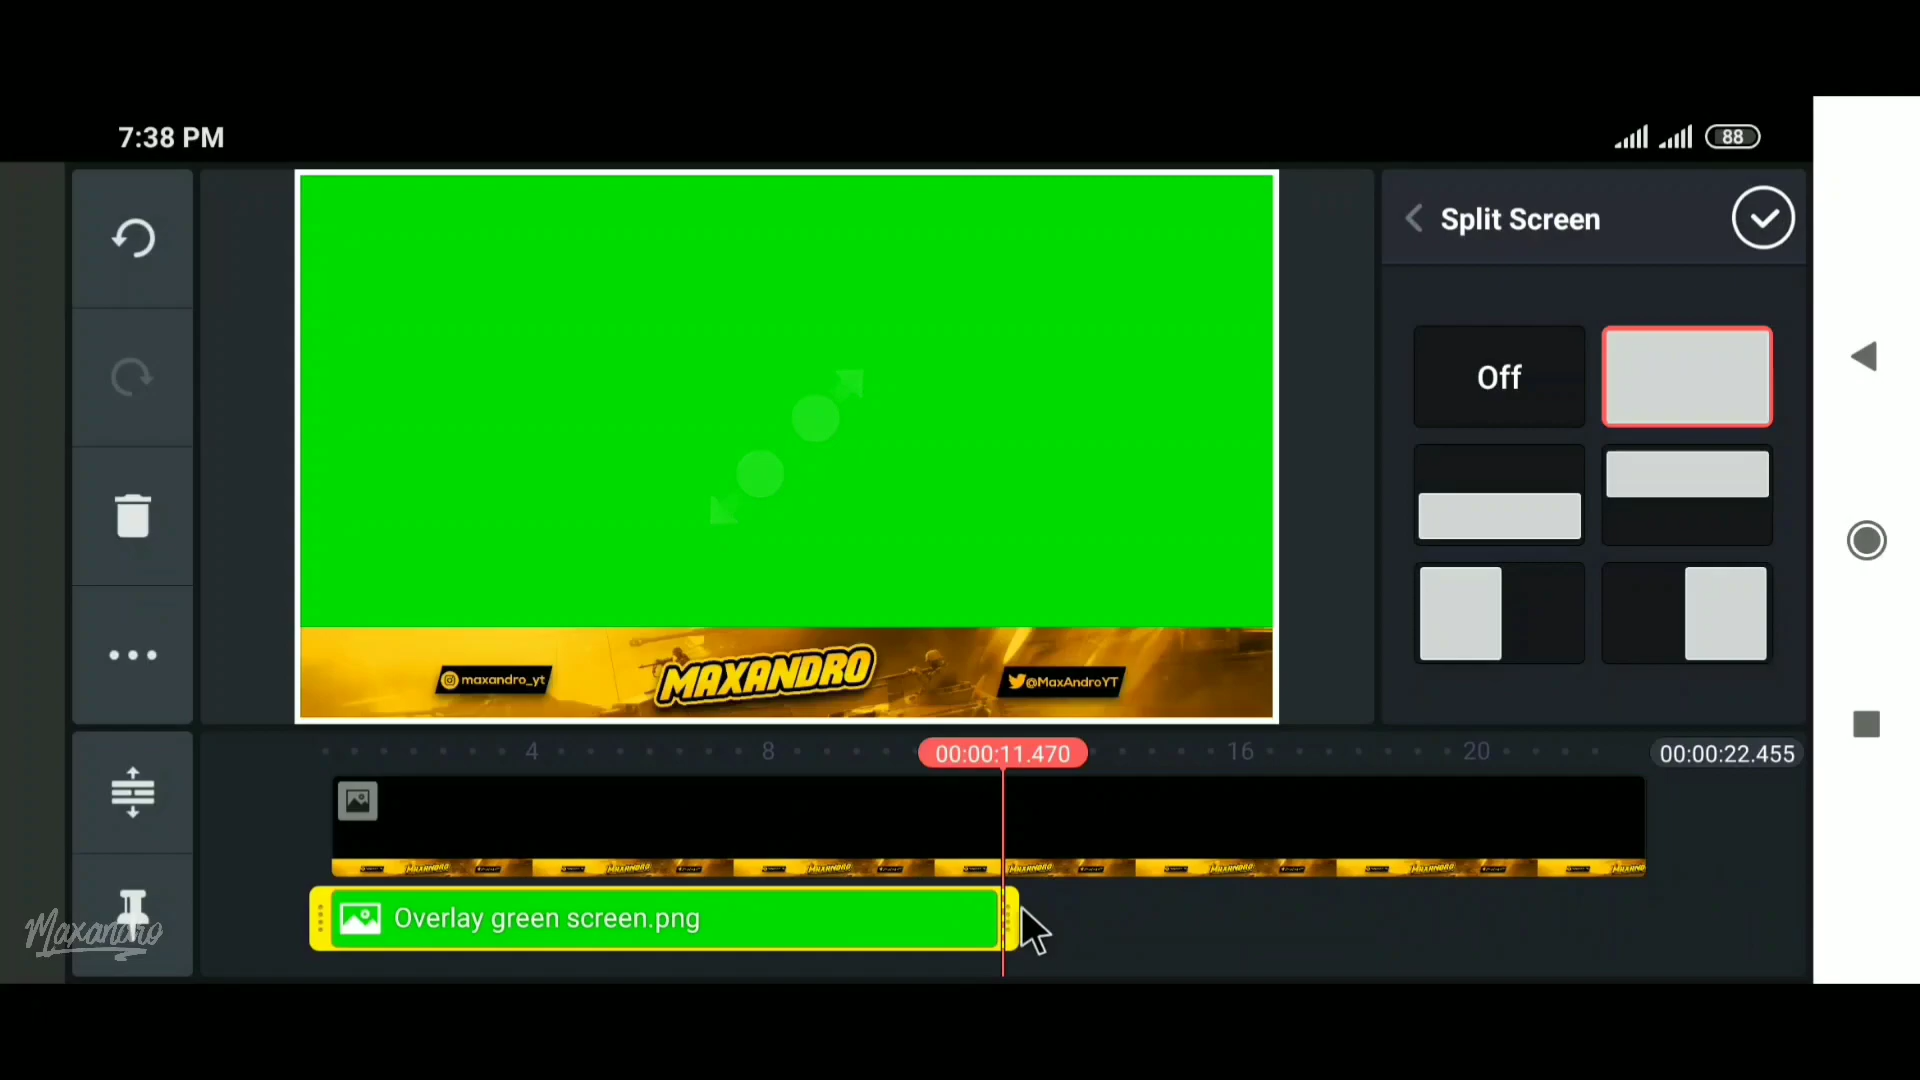 7:38 PM
88
Split Screen
Off
maxandro_yt
MAXANDRO
@MaxAndroYT
4
8
00:00:11.470
16
20
00:00:22.455
Overlay green screen.png
Maxandro